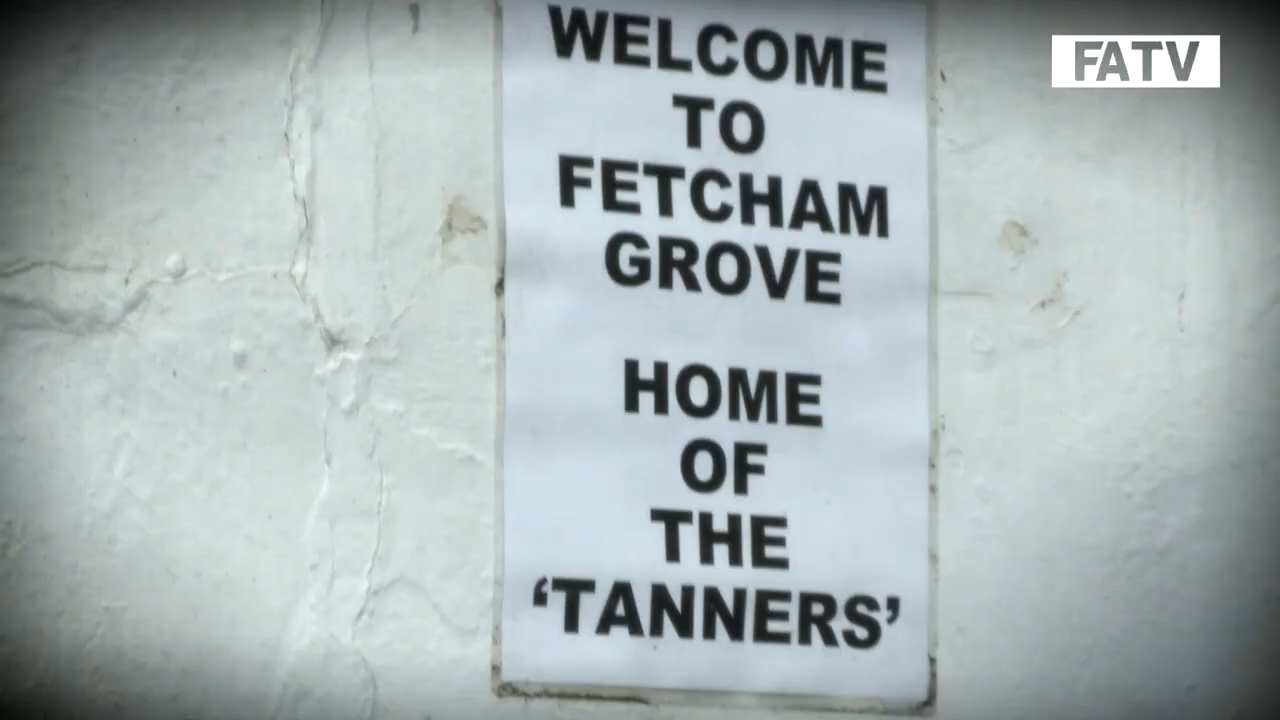 FATV
WELCOME
TO
FETCHAM
GROVE
HOME
OF
THE
‘TANNERS’